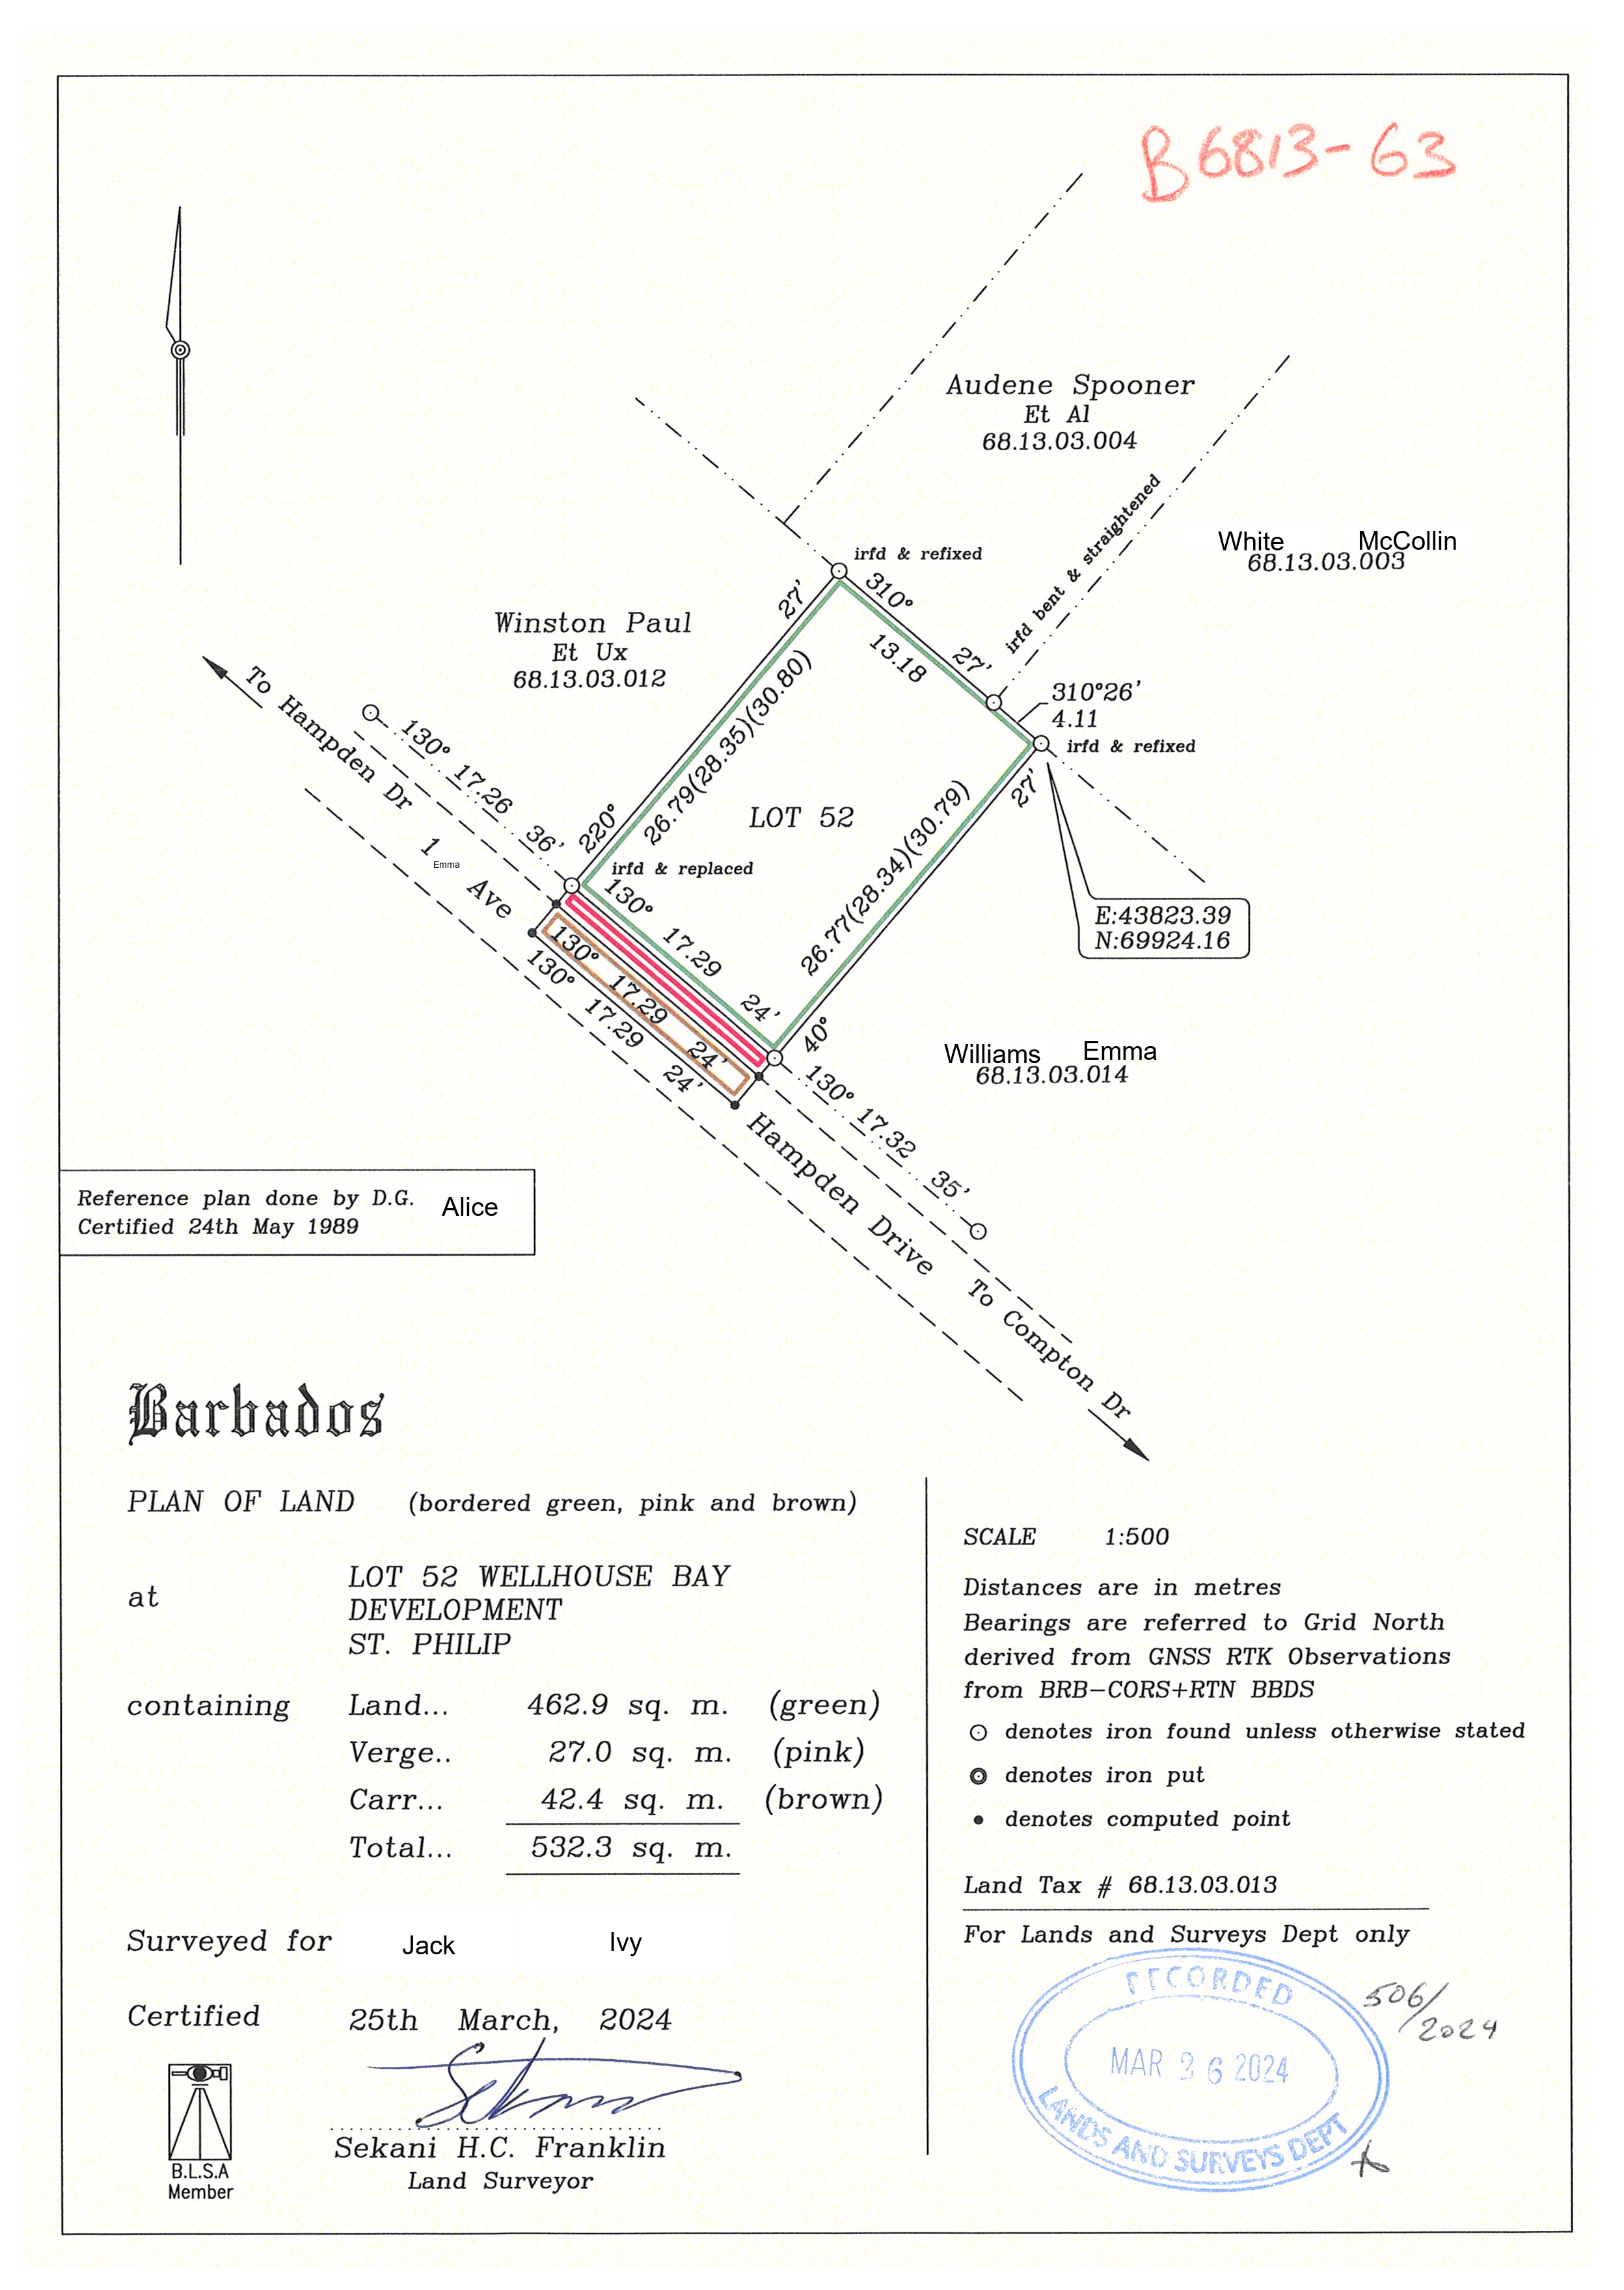 B6813-63
Audene Spooner
Et Al
68.13.03.004
irfd bent & straightened
White McCollin
68.13.03.003
irfd & refixed
310° 27'
13.18
27'
Winston Paul
Et Ux
68.13.03.012
310°26'
4.11
irfd & refixed
To Hampden Dr
130° 17.26 36'
220°
26.79(28.35)(30.80)
LOT 52
26.77(28.34)(30.79)
27'
40°
E:43823.39
N:69924.16
1 Emma Ave
irfd & replaced
130° 17.29 24'
130° 17.29 24'
130° 17.29 24'
Williams Emma
68.13.03.014
130° 17.32 35'
Hampden Drive
To Compton Dr
Reference plan done by D.G. Alice
Certified 24th May 1989
Barbados
PLAN OF LAND (bordered green, pink and brown)
at LOT 52 WELLHOUSE BAY
DEVELOPMENT
ST. PHILIP
containing Land... 462.9 sq. m. (green)
Verge.. 27.0 sq. m. (pink)
Carr... 42.4 sq. m. (brown)
Total... 532.3 sq. m.
Surveyed for Jack Ivy
Certified 25th March, 2024
Sekani H.C. Franklin
Land Surveyor
B.L.S.A
Member
SCALE 1:500
Distances are in metres
Bearings are referred to Grid North
derived from GNSS RTK Observations
from BRB-CORS+RTN BBDS
denotes iron found unless otherwise stated
denotes iron put
denotes computed point
Land Tax # 68.13.03.013
For Lands and Surveys Dept only
RECORDED
MAR 26 2024
LANDS AND SURVEYS DEPT
506/
2024